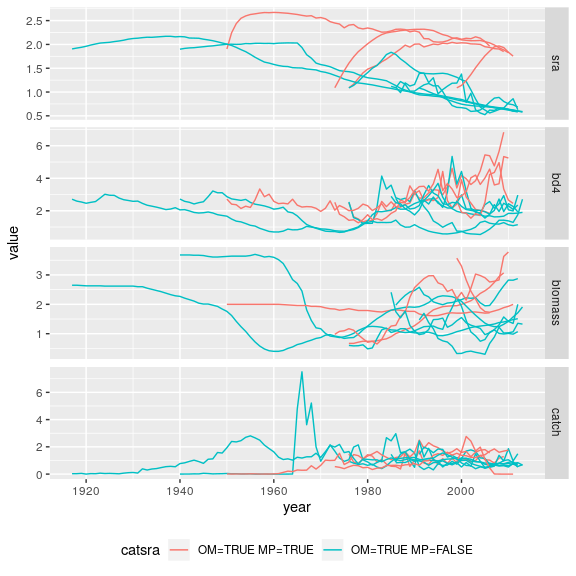 2.5
2.0
1.5
1.0
0.5
sra
6
4
2
bd4
value
3
2
1
biomass
6
4
2
0
catch
1920 1940 1960 1980 2000
year
catsra OM=TRUE MP=TRUE OM=TRUE MP=FALSE